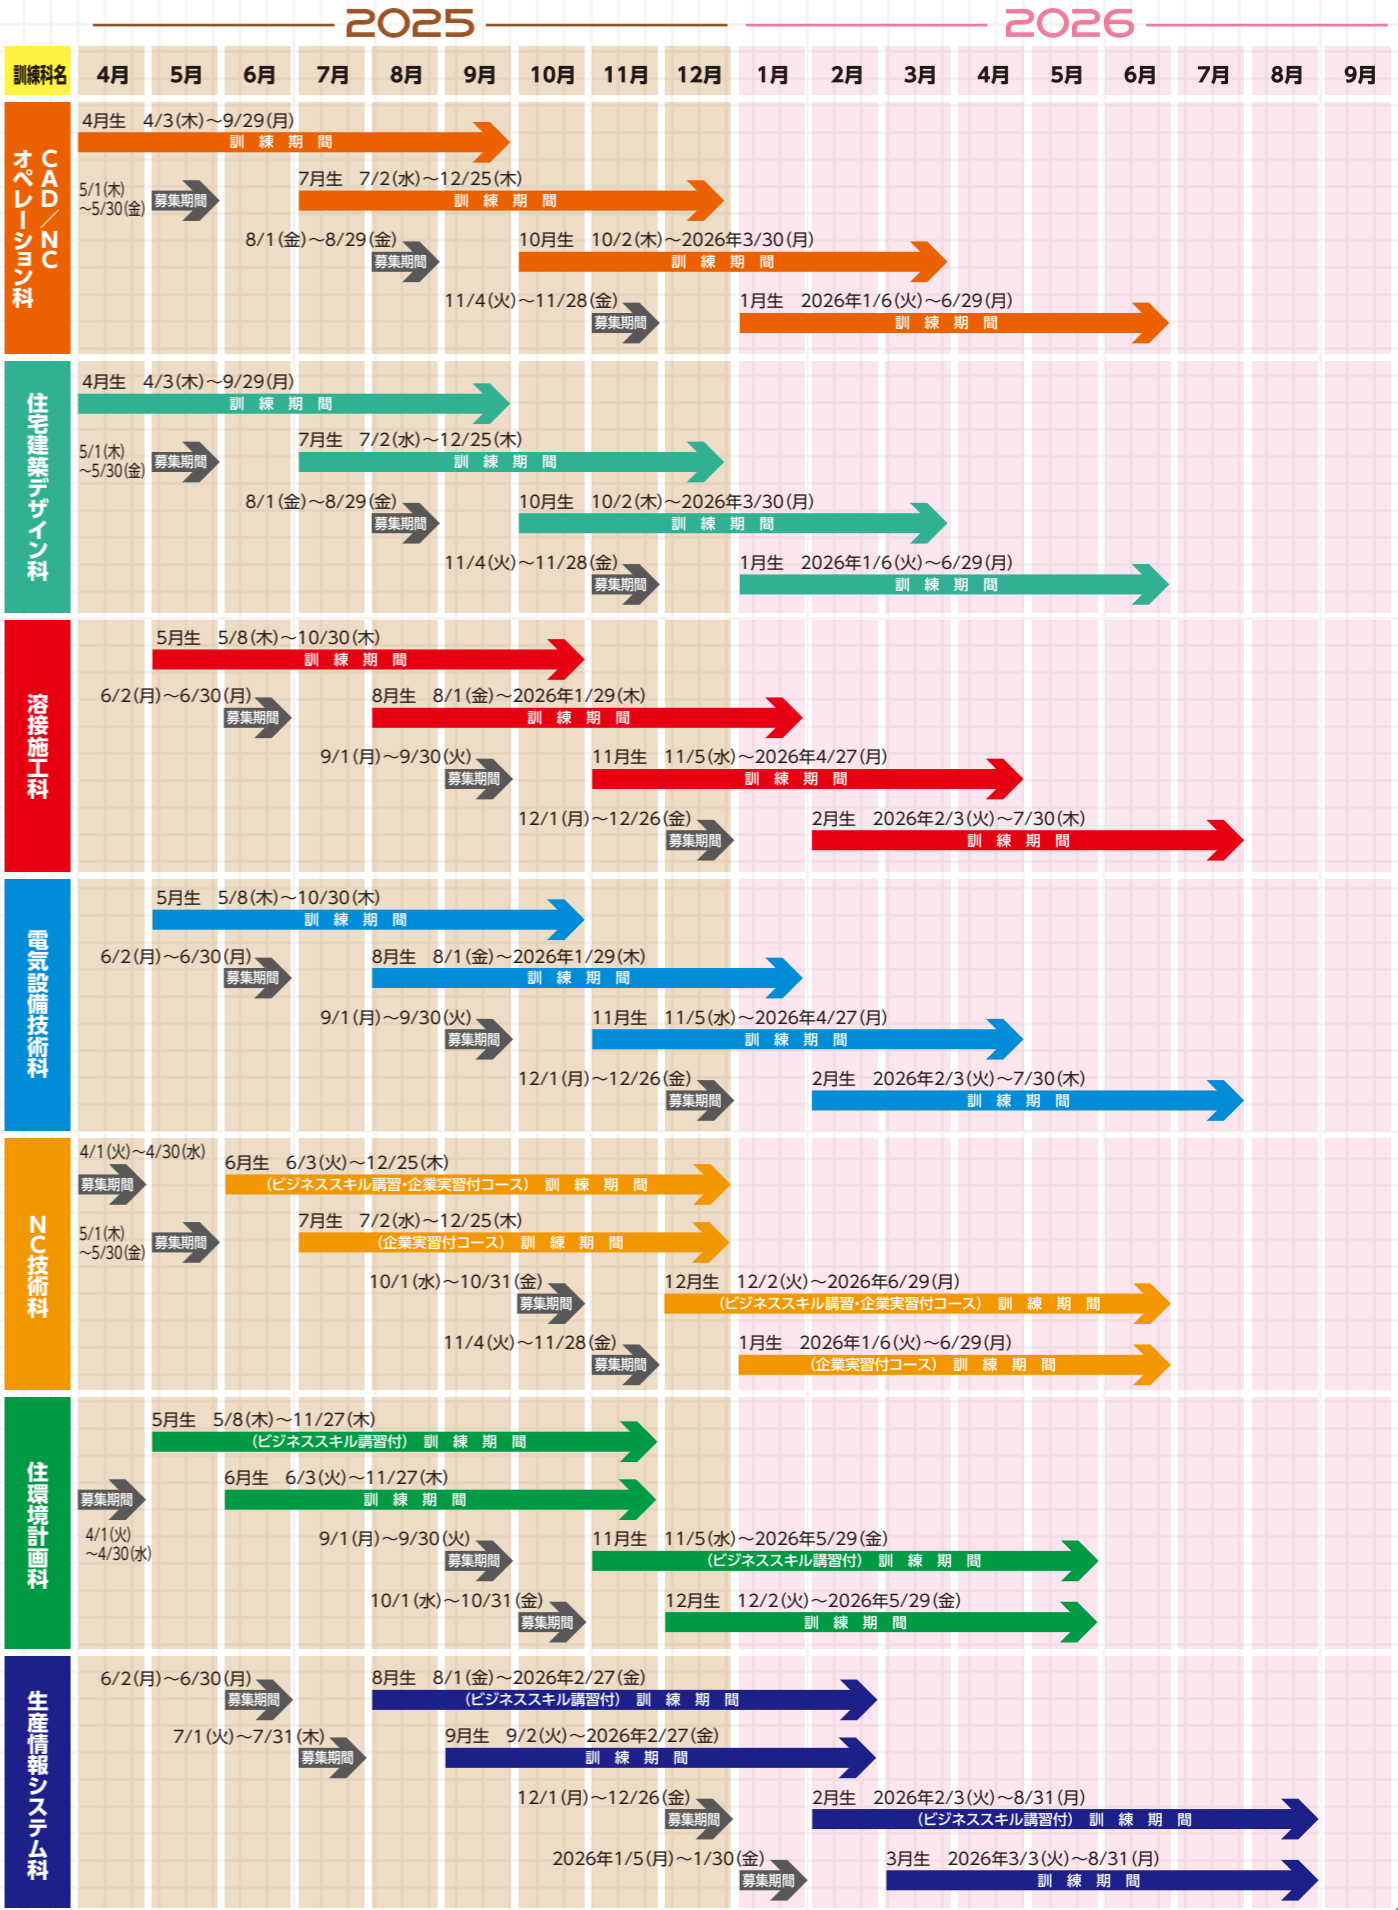 2025
2026
訓練科名 4月 5月 6月 7月 8月 9月 10月 11月 12月 1月 2月 3月 4月 5月 6月 7月 8月 9月
CAD／NC
オペレーション科
4月生 4/3(木)～9/29(月)
訓練期間
5/1(木)
～5/30(金)
募集期間
7月生 7/2(水)～12/25(木)
訓練期間
8/1(金)～8/29(金)
募集期間
10月生 10/2(木)～2026年3/30(月)
訓練期間
11/4(火)～11/28(金)
募集期間
1月生 2026年1/6(火)～6/29(月)
訓練期間
住宅建築デザイン科
4月生 4/3(木)～9/29(月)
訓練期間
5/1(木)
～5/30(金)
募集期間
7月生 7/2(水)～12/25(木)
訓練期間
8/1(金)～8/29(金)
募集期間
10月生 10/2(木)～2026年3/30(月)
訓練期間
11/4(火)～11/28(金)
募集期間
1月生 2026年1/6(火)～6/29(月)
訓練期間
溶接施工科
5月生 5/8(木)～10/30(木)
訓練期間
6/2(月)～6/30(月)
募集期間
8月生 8/1(金)～2026年1/29(木)
訓練期間
9/1(月)～9/30(火)
募集期間
11月生 11/5(水)～2026年4/27(月)
訓練期間
12/1(月)～12/26(金)
募集期間
2月生 2026年2/3(火)～7/30(木)
訓練期間
電気設備技術科
5月生 5/8(木)～10/30(木)
訓練期間
6/2(月)～6/30(月)
募集期間
8月生 8/1(金)～2026年1/29(木)
訓練期間
9/1(月)～9/30(火)
募集期間
11月生 11/5(水)～2026年4/27(月)
訓練期間
12/1(月)～12/26(金)
募集期間
2月生 2026年2/3(火)～7/30(木)
訓練期間
NC技術科
4/1(火)～4/30(水)
募集期間
6月生 6/3(火)～12/25(木)
(ビジネススキル講習・企業実習付コース) 訓練期間
5/1(木)
～5/30(金)
募集期間
7月生 7/2(水)～12/25(木)
(企業実習付コース) 訓練期間
10/1(水)～10/31(金)
募集期間
12月生 12/2(火)～2026年6/29(月)
(ビジネススキル講習・企業実習付コース) 訓練期間
11/4(火)～11/28(金)
募集期間
1月生 2026年1/6(火)～6/29(月)
(企業実習付コース) 訓練期間
住環境計画科
5月生 5/8(木)～11/27(木)
(ビジネススキル講習付) 訓練期間
6月生 6/3(火)～11/27(木)
募集期間
訓練期間
4/1(火)
～4/30(水)
9/1(月)～9/30(火)
募集期間
11月生 11/5(水)～2026年5/29(金)
(ビジネススキル講習付) 訓練期間
10/1(水)～10/31(金)
募集期間
12月生 12/2(火)～2026年5/29(金)
訓練期間
生産情報システム科
6/2(月)～6/30(月)
募集期間
8月生 8/1(金)～2026年2/27(金)
(ビジネススキル講習付) 訓練期間
7/1(火)～7/31(木)
募集期間
9月生 9/2(火)～2026年2/27(金)
訓練期間
12/1(月)～12/26(金)
募集期間
2月生 2026年2/3(火)～8/31(月)
(ビジネススキル講習付) 訓練期間
2026年1/5(月)～1/30(金)
募集期間
3月生 2026年3/3(火)～8/31(月)
訓練期間